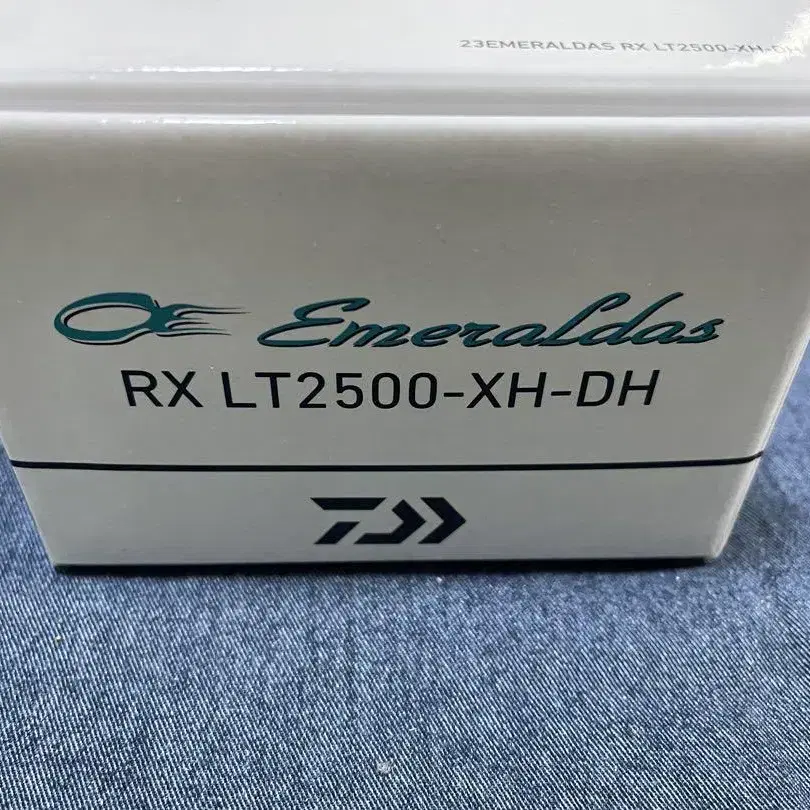 23EMERALDAS RX LT2500-XH-DH
Emeraldas
RX LT2500-XH-DH